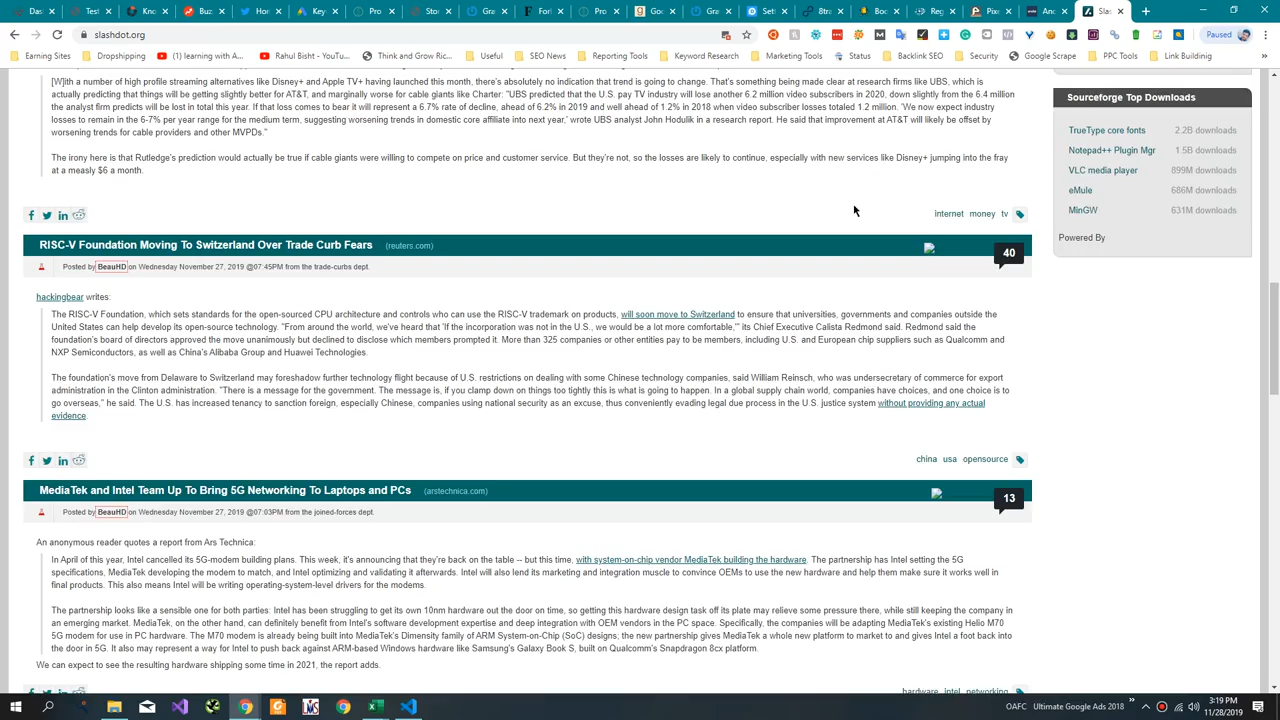 Slas
slashdot.org
Paused
Earning Sites
Dropshipping
(1) learning with A...
Rahul Bisht - YouTu...
Think and Grow Ric...
Useful
SEO News
Reporting Tools
Keyword Research
Marketing Tools
Status
Backlink SEO
Security
Google Scrape
PPC Tools
Link Building
»
[W]ith a number of high profile streaming alternatives like Disney+ and Apple TV+ having launched this month, there's absolutely no indication that trend is going to change. That's something being made clear at research firms like UBS, which is
actually predicting that things will be getting slightly better for AT&T, and marginally worse for cable giants like Charter: "UBS predicted that the U.S. pay TV industry will lose another 6.2 million video subscribers in 2020, down slightly from the 6.4 million
the analyst firm predicts will be lost in total this year. If that loss comes to bear it will represent a 6.7% rate of decline, ahead of 6.2% in 2019 and well ahead of 1.2% in 2018 when video subscriber losses totaled 1.2 million. 'We now expect industry
losses to remain in the 6-7% per year range for the medium term, suggesting worsening trends in domestic core affiliate into next year,' wrote UBS analyst John Hodulik in a research report. He said that improvement at AT&T will likely be offset by
worsening trends for cable providers and other MVPDs."
The irony here is that Rutledge's prediction would actually be true if cable giants were willing to compete on price and customer service. But they're not, so the losses are likely to continue, especially with new services like Disney+ jumping into the fray
at a measly $6 a month.
internet money tv
RISC-V Foundation Moving To Switzerland Over Trade Curb Fears (reuters.com)
40
Posted by BeauHD on Wednesday November 27, 2019 @07:45PM from the trade-curbs dept.
hackingbear writes:
The RISC-V Foundation, which sets standards for the open-sourced CPU architecture and controls who can use the RISC-V trademark on products, will soon move to Switzerland to ensure that universities, governments and companies outside the
United States can help develop its open-source technology. "From around the world, we've heard that 'If the incorporation was not in the U.S., we would be a lot more comfortable,'" its Chief Executive Calista Redmond said. Redmond said the
foundation's board of directors approved the move unanimously but declined to disclose which members prompted it. More than 325 companies or other entities pay to be members, including U.S. and European chip suppliers such as Qualcomm and
NXP Semiconductors, as well as China's Alibaba Group and Huawei Technologies.
The foundation's move from Delaware to Switzerland may foreshadow further technology flight because of U.S. restrictions on dealing with some Chinese technology companies, said William Reinsch, who was undersecretary of commerce for export
administration in the Clinton administration. "There is a message for the government. The message is, if you clamp down on things too tightly this is what is going to happen. In a global supply chain world, companies have choices, and one choice is to
go overseas," he said. The U.S. has increased tenancy to sanction foreign, especially Chinese, companies using national security as an excuse, thus conveniently evading legal due process in the U.S. justice system without providing any actual
evidence.
china usa opensource
MediaTek and Intel Team Up To Bring 5G Networking To Laptops and PCs (arstechnica.com)
13
Posted by BeauHD on Wednesday November 27, 2019 @07:03PM from the joined-forces dept.
An anonymous reader quotes a report from Ars Technica:
In April of this year, Intel cancelled its 5G-modem building plans. This week, it's announcing that they're back on the table -- but this time, with system-on-chip vendor MediaTek building the hardware. The partnership has Intel setting the 5G
specifications, MediaTek developing the modem to match, and Intel optimizing and validating it afterwards. Intel will also lend its marketing and integration muscle to convince OEMs to use the new hardware and help them make sure it works well in
final products. This also means Intel will be writing operating-system-level drivers for the modems.
The partnership looks like a sensible one for both parties: Intel has been struggling to get its own 10nm hardware out the door on time, so getting this hardware design task off its plate may relieve some pressure there, while still keeping the company in
an emerging market. MediaTek, on the other hand, can definitely benefit from Intel's software development expertise and deep integration with OEM vendors in the PC space. Specifically, the companies will be adapting MediaTek's existing Helio M70
5G modem for use in PC hardware. The M70 modem is already being built into MediaTek's Dimensity family of ARM System-on-Chip (SoC) designs; the new partnership gives MediaTek a whole new platform to market to and gives Intel a foot back into
the door in 5G. It also may represent a way for Intel to push back against ARM-based Windows hardware like Samsung's Galaxy Book S, built on Qualcomm's Snapdragon 8cx platform.
We can expect to see the resulting hardware shipping some time in 2021, the report adds.
hardware intel networking
Sourceforge Top Downloads
TrueType core fonts 2.2B downloads
Notepad++ Plugin Mgr 1.5B downloads
VLC media player 899M downloads
eMule 686M downloads
MinGW 631M downloads
Powered By
OAFC Ultimate Google Ads 2018 »
3:19 PM
11/28/2019